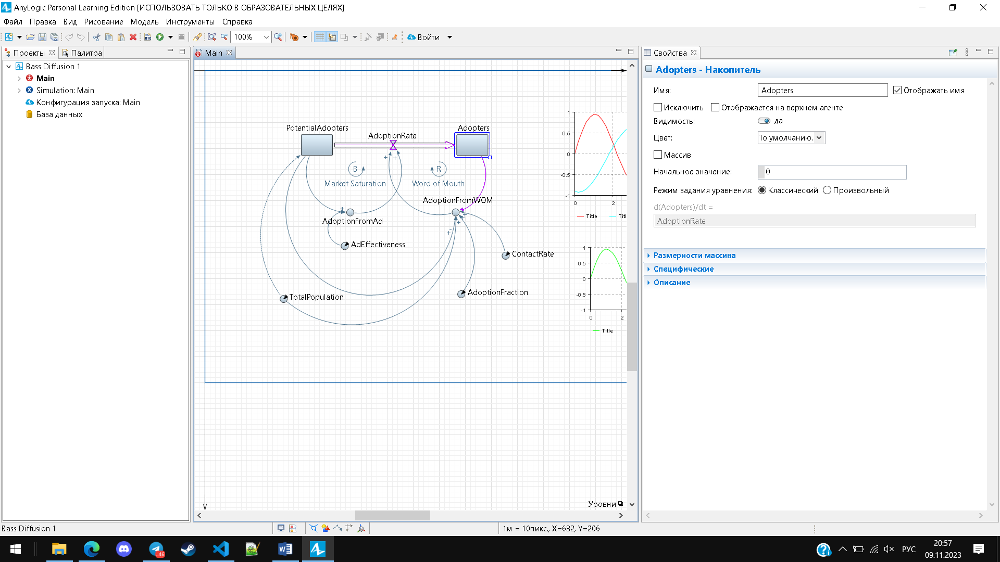 AnyLogic Personal Learning Edition [ИСПОЛЬЗОВАТЬ ТОЛЬКО В ОБРАЗОВАТЕЛЬНЫХ ЦЕЛЯХ]
Файл Правка Вид Рисование Модель Инструменты Справка
100% Войти
Проекты Палитра
Bass Diffusion 1
Main
Simulation: Main
Конфигурация запуска: Main
База данных
Main
PotentialAdopters
AdoptionRate
Adopters
+ +
B
R
Market Saturation
Word of Mouth
AdoptionFromWOM
+
AdoptionFromAd
AdEffectiveness
ContactRate
AdoptionFraction
TotalPopulation
1
0.5
0
-0.5
-1
0 2
Title Titl
1
0.5
0
-0.5
-1
0 2
Title
Уровни
Свойства
Adopters - Накопитель
Имя: Adopters Отображать имя
Исключить Отображается на верхнем агенте
Видимость: да
Цвет: По умолчанию.
Массив
Начальное значение: 0
Режим задания уравнения: Классический Произвольный
d(Adopters)/dt =
AdoptionRate
Размерности массива
Специфические
Описание
Bass Diffusion 1
1м = 10пикс., X=632, Y=206
.46
РУС
20:57
09.11.2023